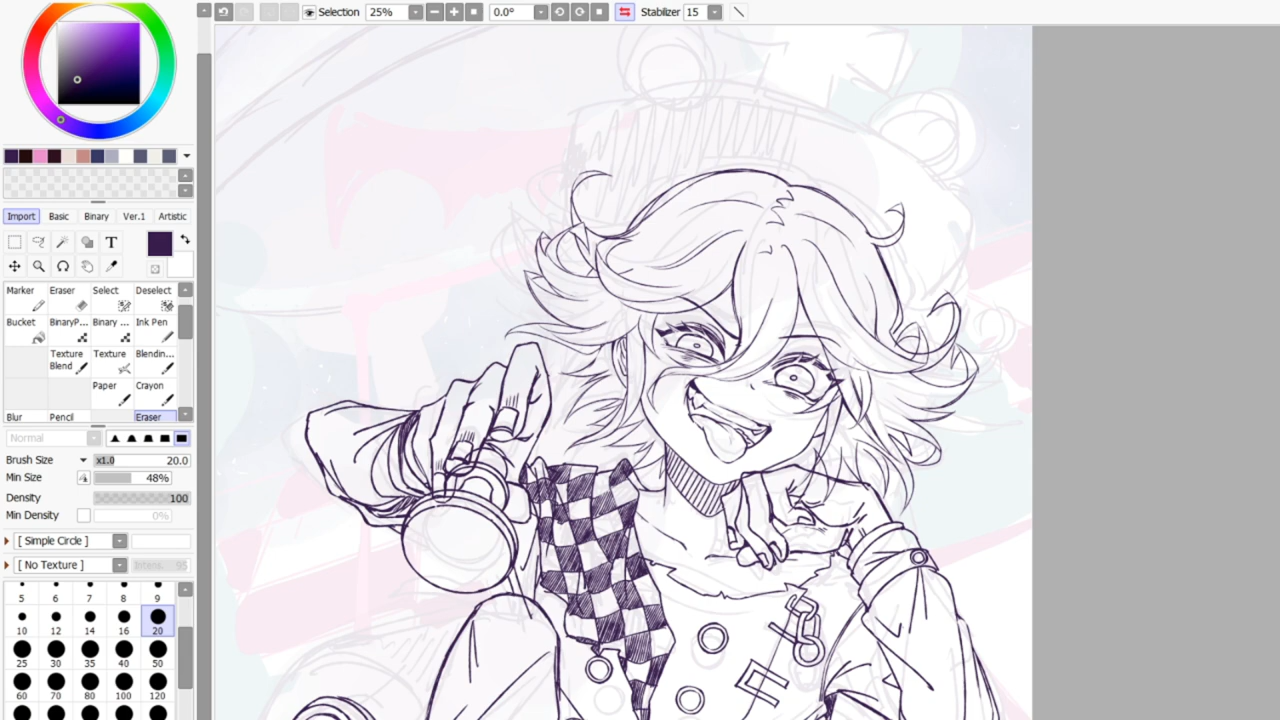 Selection 25% 0.0° Stabilizer 15
Import Basic Binary Ver.1 Artistic
T
Marker Eraser Select Deselect
Bucket BinaryP... Binary ... Ink Pen
Texture Blend Texture Blendin...
Paper Crayon
Blur Pencil Eraser
Normal
Brush Size x1.0 20.0
Min Size 48%
Density 100
Min Density 0%
[ Simple Circle ]
[ No Texture ] Intens. 95
5 6 7 8 9
10 12 14 16 20
25 30 35 40 50
60 70 80 100 120